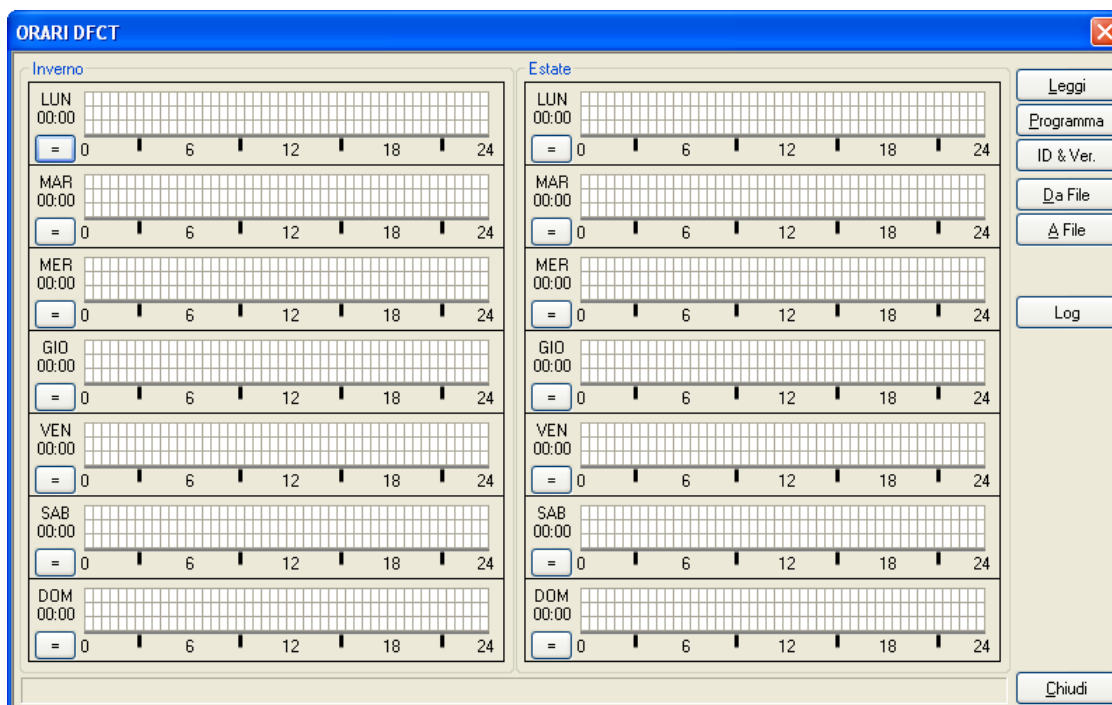 ORARI DFCT
Inverno
LUN
00:00
= 0 6 12 18 24
MAR
00:00
= 0 6 12 18 24
MER
00:00
= 0 6 12 18 24
GIO
00:00
= 0 6 12 18 24
VEN
00:00
= 0 6 12 18 24
SAB
00:00
= 0 6 12 18 24
DOM
00:00
= 0 6 12 18 24
Estate
LUN
00:00
= 0 6 12 18 24
MAR
00:00
= 0 6 12 18 24
MER
00:00
= 0 6 12 18 24
GIO
00:00
= 0 6 12 18 24
VEN
00:00
= 0 6 12 18 24
SAB
00:00
= 0 6 12 18 24
DOM
00:00
= 0 6 12 18 24
Leggi
Programma
ID & Ver.
Da File
A File
Log
Chiudi